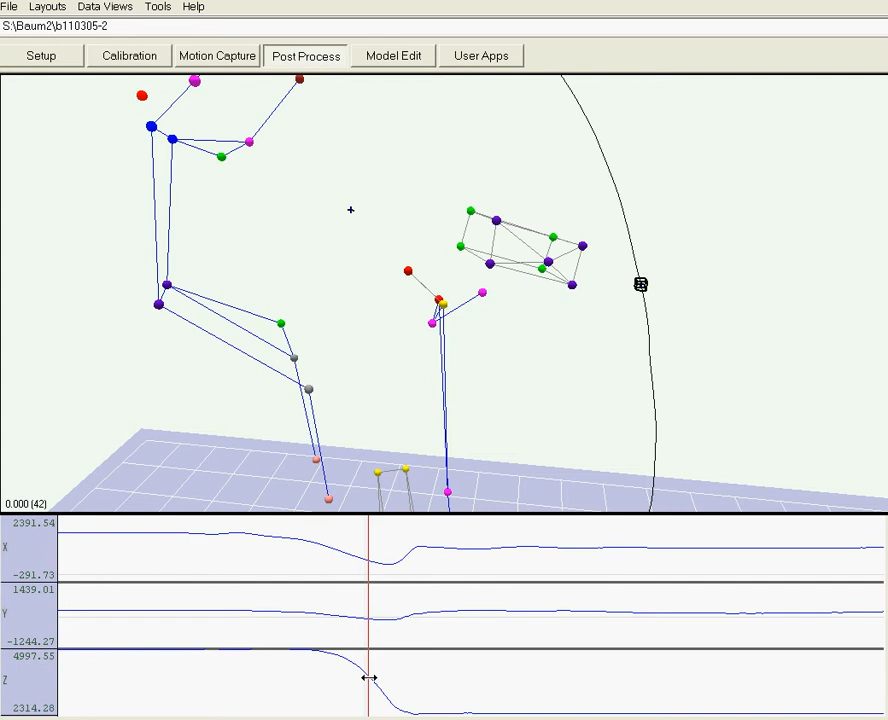 File Layouts Data Views Tools Help
S:\Baum2\b110305-2
Setup Calibration Motion Capture Post Process Model Edit User Apps
0.000 (42)
2391.54
X
-291.73
1439.01
Y
-1244.27
4997.55
Z
2314.28